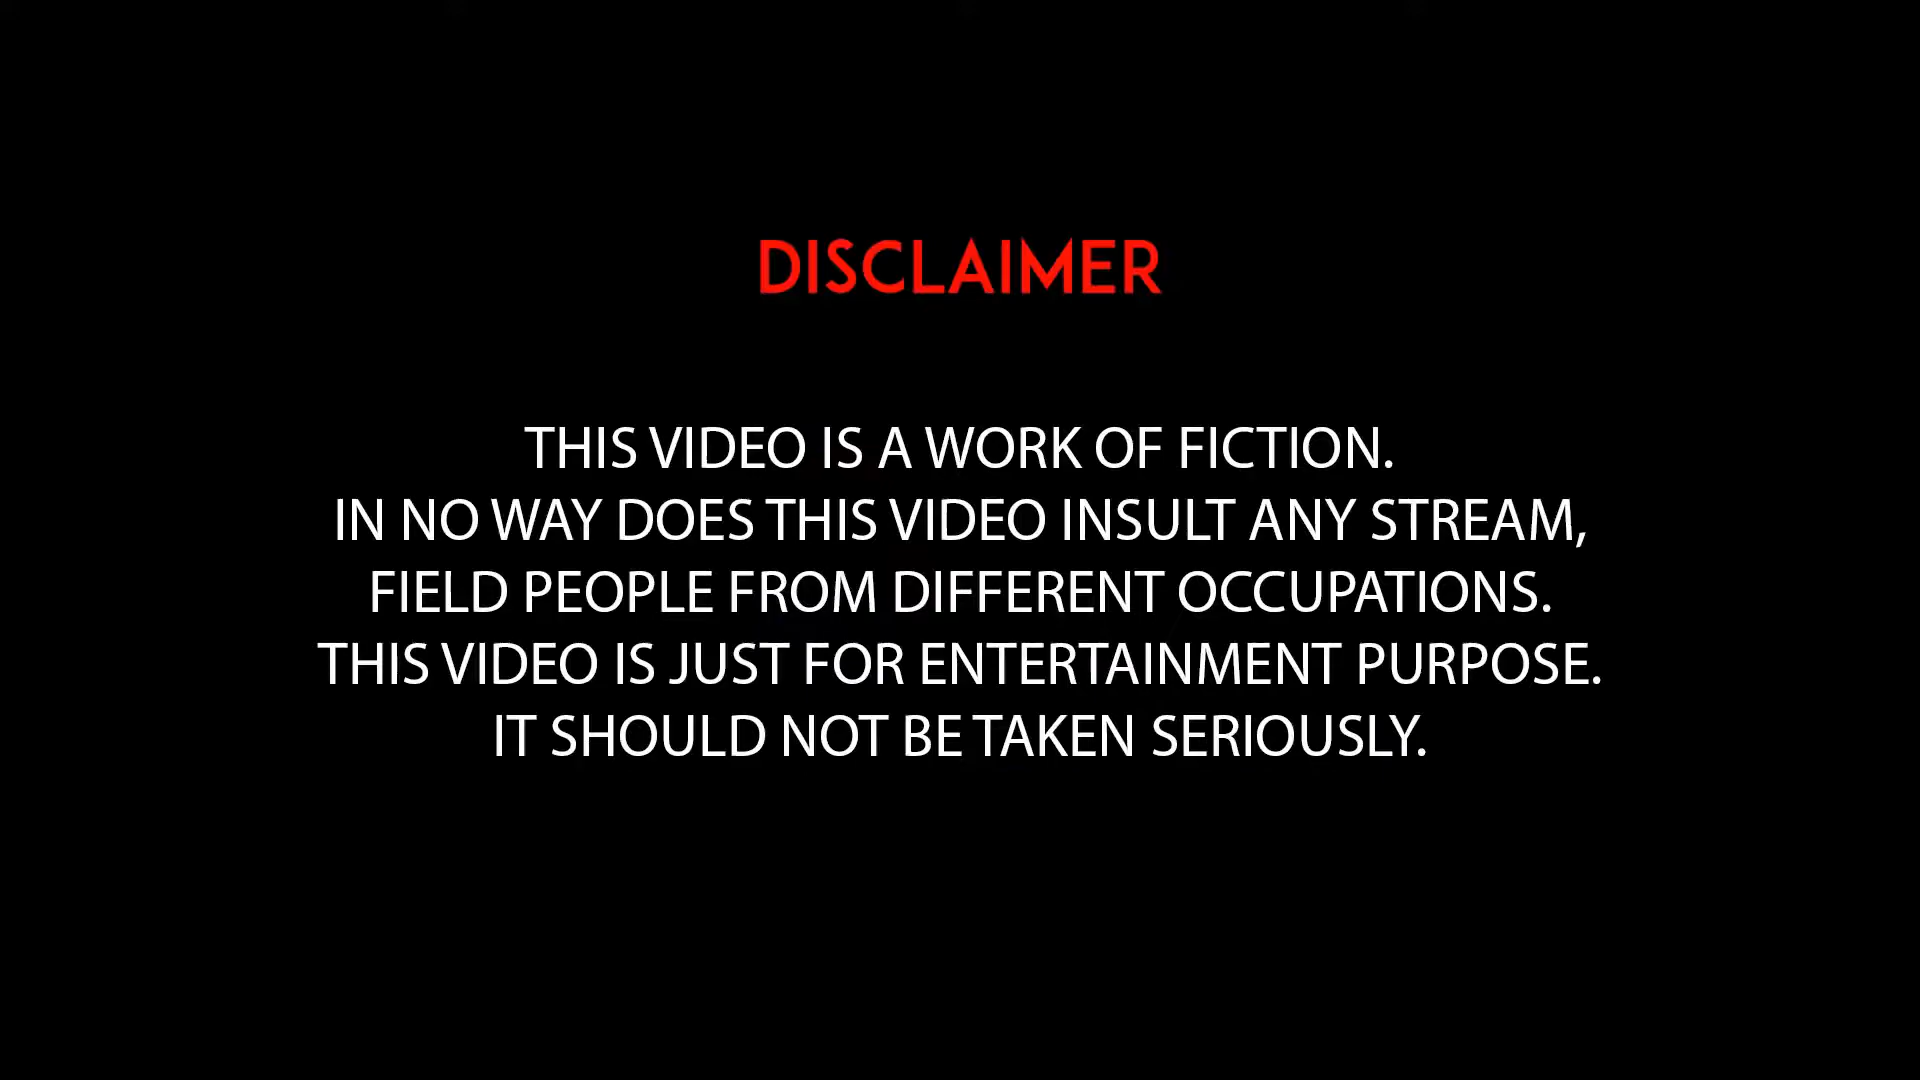 DISCLAIMER
THIS VIDEO IS A WORK OF FICTION.
IN NO WAY DOES THIS VIDEO INSULT ANY STREAM,
FIELD PEOPLE FROM DIFFERENT OCCUPATIONS.
THIS VIDEO IS JUST FOR ENTERTAINMENT PURPOSE.
IT SHOULD NOT BE TAKEN SERIOUSLY.